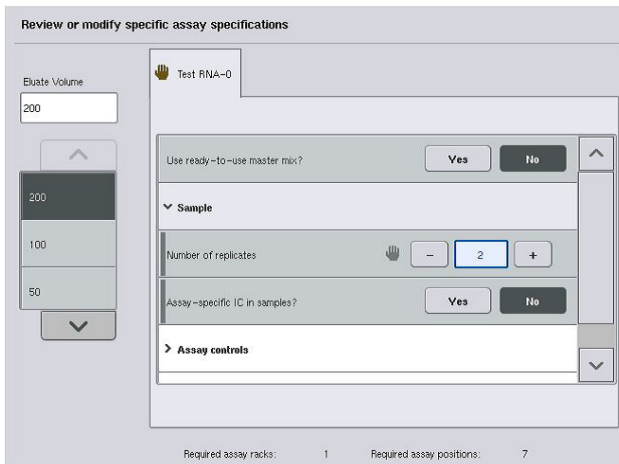 Review or modify specific assay specifications
Eluate Volume
200
200
100
50
Test RNA-0
Use ready-to-use master mix? Yes No
Sample
Number of replicates - 2 +
Assay-specific IC in samples? Yes No
Assay controls
Required assay racks: 1 Required assay positions: 7